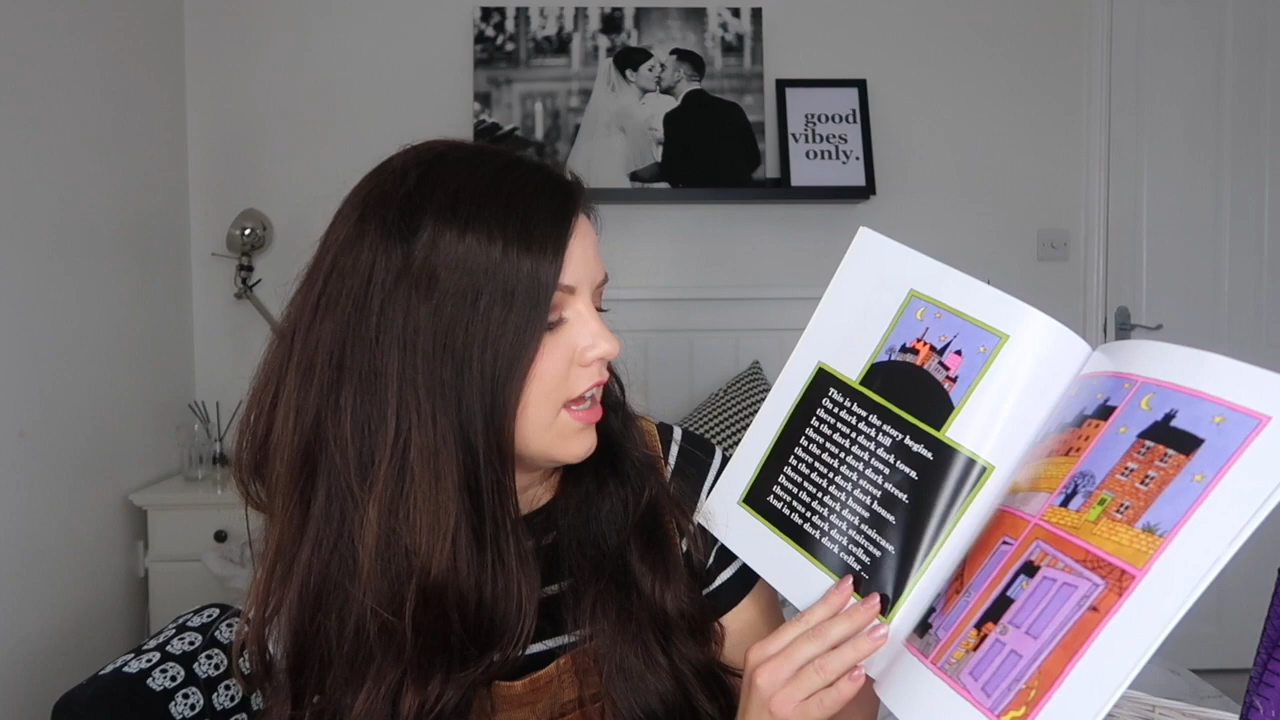 good
vibes
only.
This is how the story begins.
On a dark dark hill
there was a dark dark town.
In the dark dark town
there was a dark dark street.
In the dark dark street
there was a dark dark house.
In the dark dark house
there was a dark dark staircase.
Down the dark dark staircase
there was a dark dark cellar.
And in the dark dark cellar ...